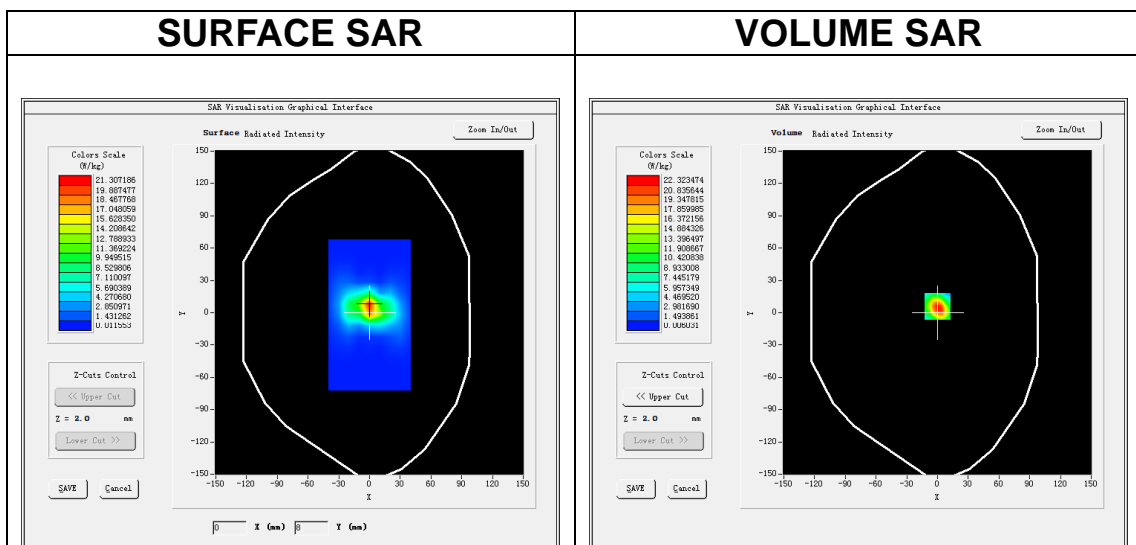 SURFACE SAR
VOLUME SAR
SAR Visualisation Graphical Interface
Surface Radiated Intensity
Zoom In/Out
Colors Scale
(W/kg)
21.307186
19.887477
18.467768
17.048059
15.628350
14.208642
12.788933
11.369224
9.949515
8.529806
7.110097
5.690389
4.270680
2.850971
1.431262
0.011553
Z-Cuts Control
<< Upper Cut
Z = 2.0 mm
Lower Cut >>
SAVE Cancel
150
120
90
60
30
0
-30
-60
-90
-120
-150
Y
-150 -120 -90 -60 -30 0 30 60 90 120 150
X
0 X (mm) 8 Y (mm)
SAR Visualisation Graphical Interface
Volume Radiated Intensity
Zoom In/Out
Colors Scale
(W/kg)
22.323474
20.835644
19.347815
17.859985
16.372156
14.884326
13.396497
11.908667
10.420838
8.933008
7.445179
5.957349
4.469520
2.981690
1.493861
0.006031
Z-Cuts Control
<< Upper Cut
Z = 2.0 mm
Lower Cut >>
SAVE Cancel
150
120
90
60
30
0
-30
-60
-90
-120
-150
Y
-150 -120 -90 -60 -30 0 30 60 90 120 150
X